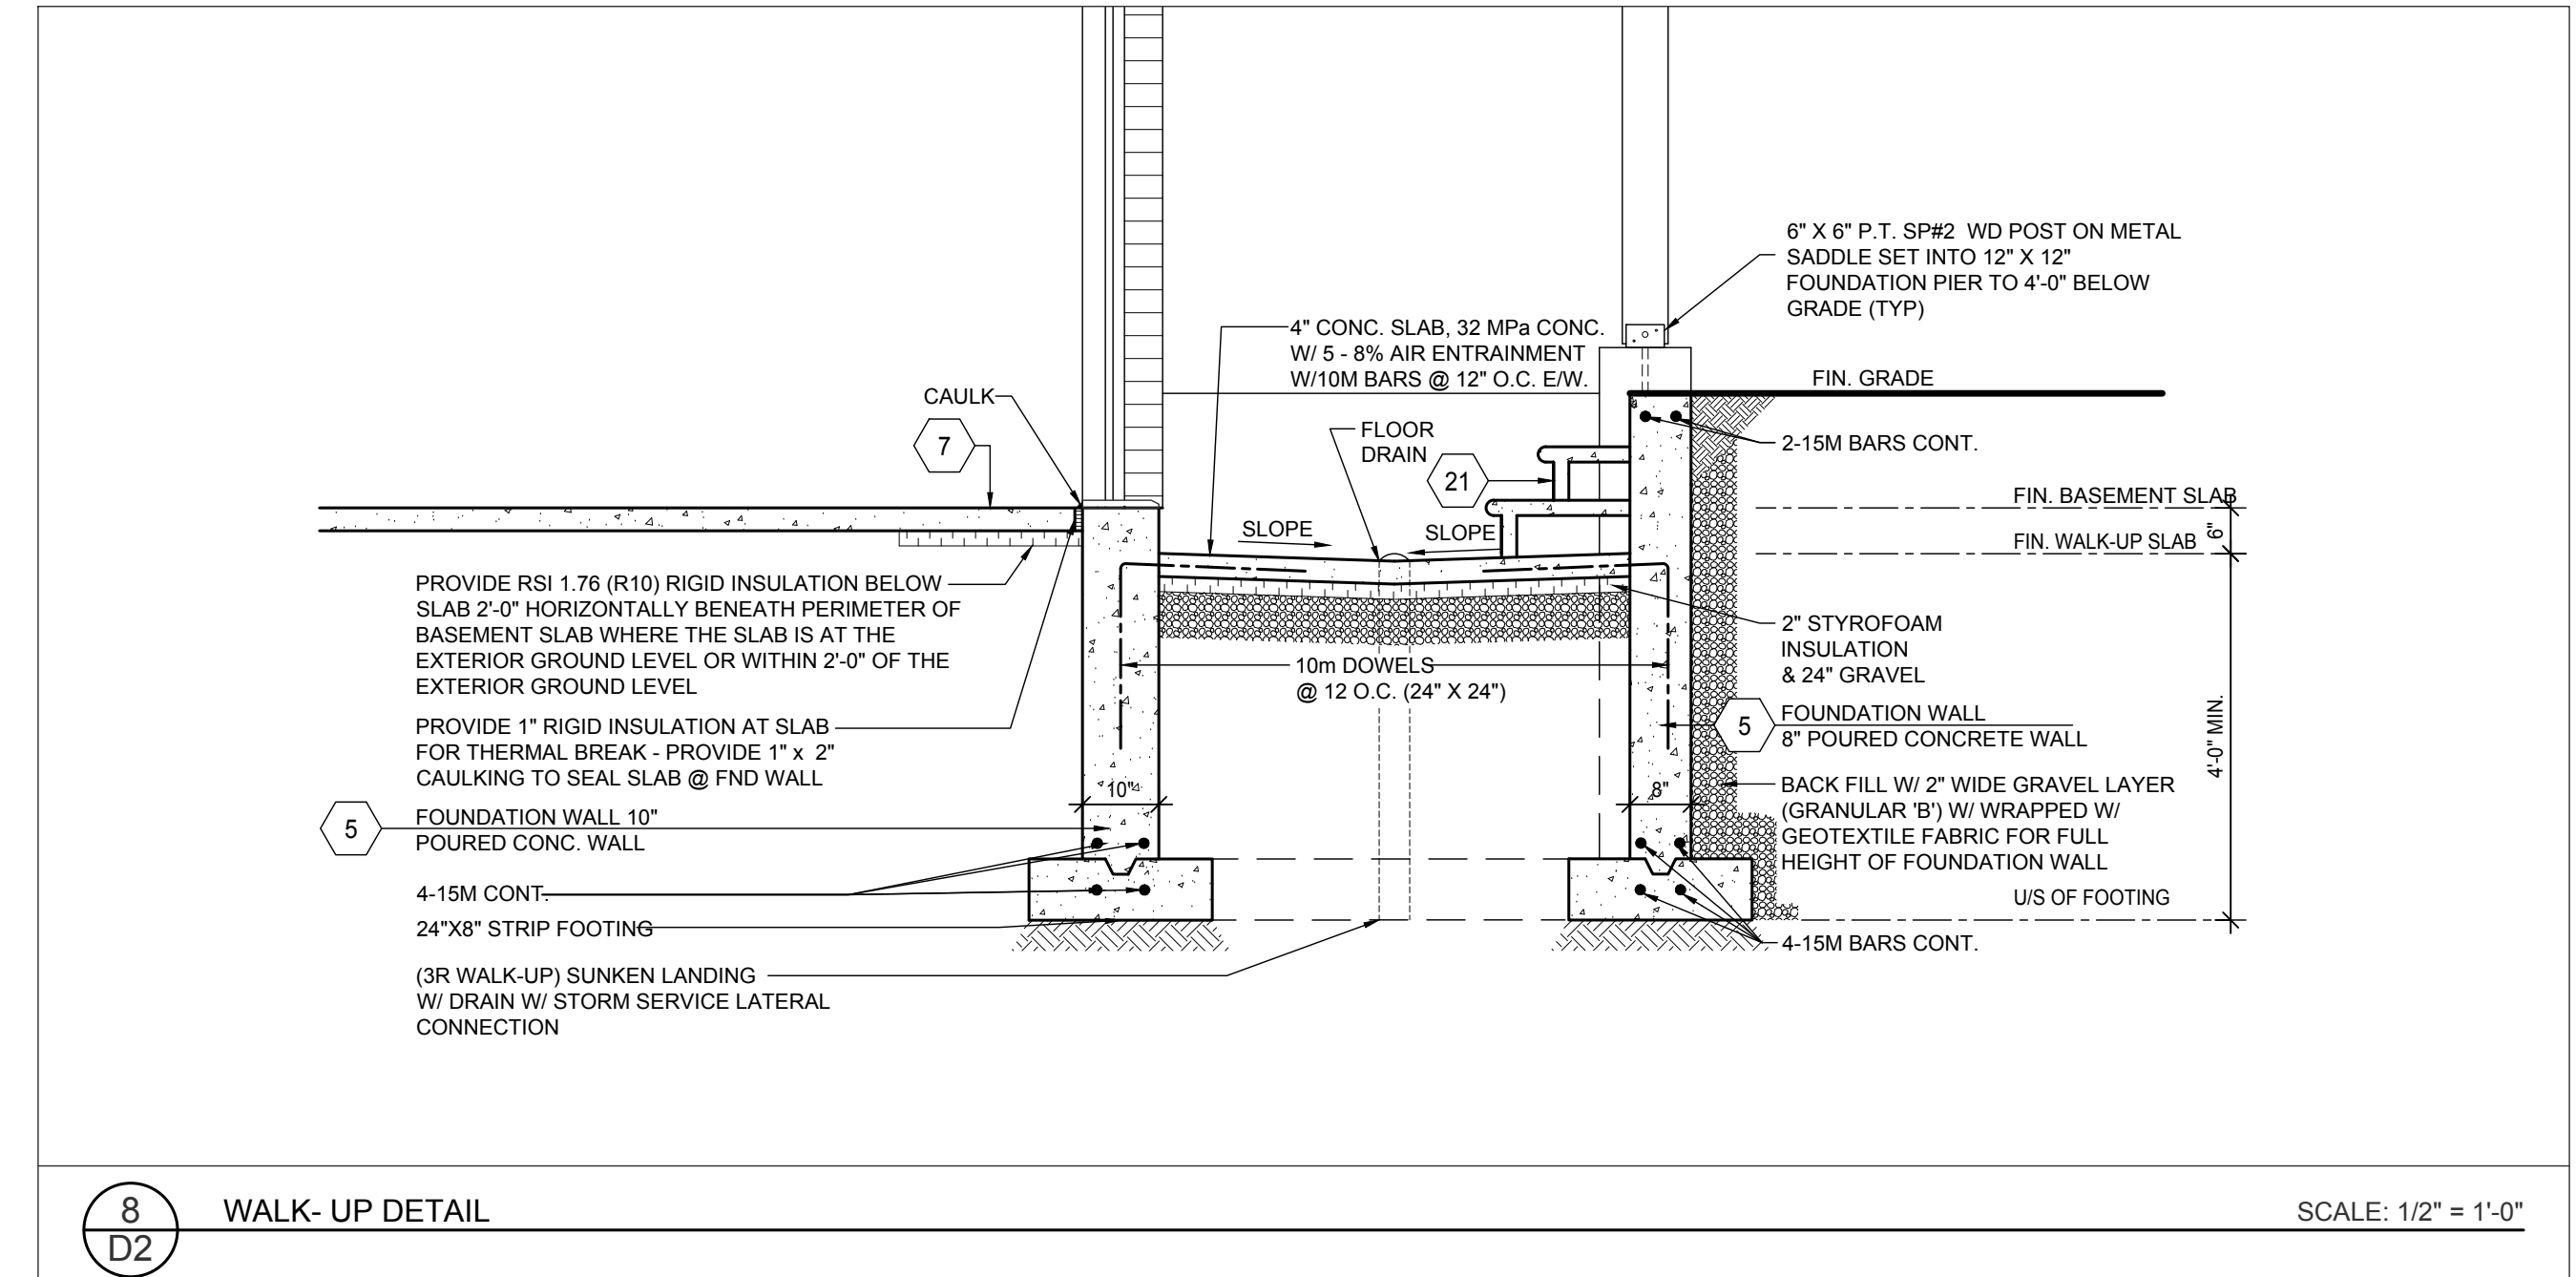 6" X 6" P.T. SP#2 WD POST ON METAL
SADDLE SET INTO 12" X 12"
FOUNDATION PIER TO 4'-0" BELOW
GRADE (TYP)
4" CONC. SLAB, 32 MPa CONC.
W/ 5 - 8% AIR ENTRAINMENT
W/10M BARS @ 12" O.C. E/W.
FIN. GRADE
CAULK
7
FLOOR
DRAIN
21
2-15M BARS CONT.
FIN. BASEMENT SLAB
SLOPE
SLOPE
6"
FIN. WALK-UP SLAB
PROVIDE RSI 1.76 (R10) RIGID INSULATION BELOW
SLAB 2'-0" HORIZONTALLY BENEATH PERIMETER OF
BASEMENT SLAB WHERE THE SLAB IS AT THE
EXTERIOR GROUND LEVEL OR WITHIN 2'-0" OF THE
EXTERIOR GROUND LEVEL
2" STYROFOAM
INSULATION
& 24" GRAVEL
10m DOWELS
@ 12 O.C. (24" X 24")
PROVIDE 1" RIGID INSULATION AT SLAB
FOR THERMAL BREAK - PROVIDE 1" x 2"
CAULKING TO SEAL SLAB @ FND WALL
5
FOUNDATION WALL
8" POURED CONCRETE WALL
4'-0" MIN.
10"
8"
BACK FILL W/ 2" WIDE GRAVEL LAYER
(GRANULAR 'B') W/ WRAPPED W/
GEOTEXTILE FABRIC FOR FULL
HEIGHT OF FOUNDATION WALL
5
FOUNDATION WALL 10"
POURED CONC. WALL
4-15M CONT.
24"X8" STRIP FOOTING
U/S OF FOOTING
4-15M BARS CONT.
(3R WALK-UP) SUNKEN LANDING
W/ DRAIN W/ STORM SERVICE LATERAL
CONNECTION
8
D2
WALK- UP DETAIL
SCALE: 1/2" = 1'-0"